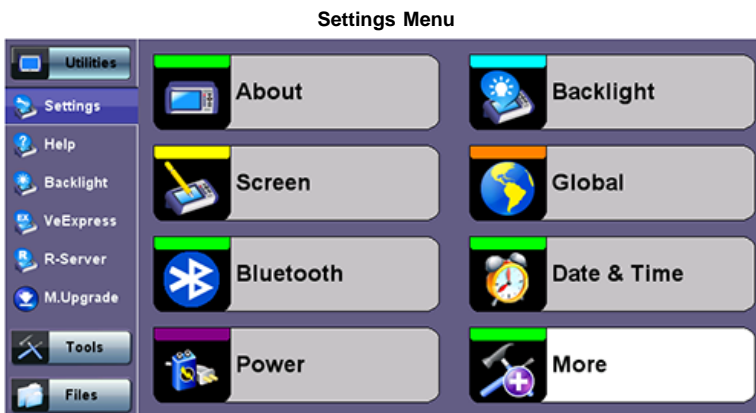 Settings Menu
Utilities
Settings
Help
Backlight
EX
VeExpress
R-Server
M.Upgrade
Tools
Files
About
Backlight
Screen
Global
Bluetooth
Date & Time
Power
More